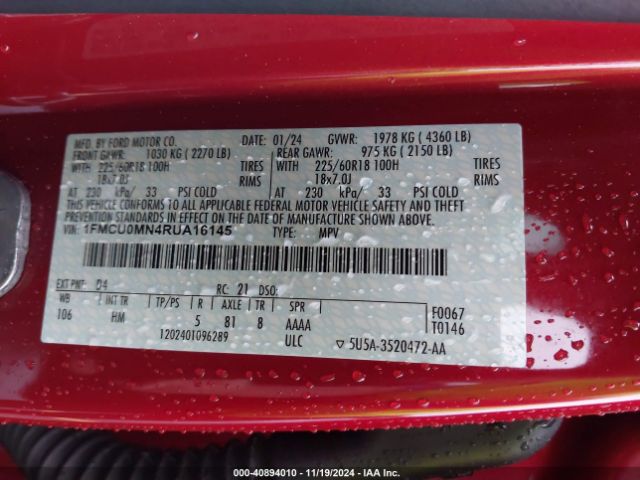 MFD. BY FORD MOTOR CO. DATE: 01/24 GVWR: 1978 KG ( 4360 LB)
FRONT GAWR: 1030 KG ( 2270 LB) REAR GAWR: 975 KG ( 2150 LB)
WITH 225/60R18 100H TIRES WITH 225/60R18 100H TIRES
18x7.0J RIMS 18x7.0J RIMS
AT 230 kPa/ 33 PSI COLD AT 230 kPa/ 33 PSI COLD
THIS VEHICLE CONFORMS TO ALL APPLICABLE FEDERAL MOTOR VEHICLE SAFETY AND THEFT PREVENTION STANDARDS IN EFFECT ON THE
DATE OF MANUFACTURE SHOWN ABOVE.
VIN: 1FMCU0MN4RUA16145 TYPE: MPV
EXT PNT: D4 RC: 21 DSO:
WB INT TR TP/PS R AXLE TR SPR F0067
106 HM 5 81 8 AAAA T0146
1202401096289 ULC ▽ 5U5A-3520472-AA
000-40894010 | 11/19/2024 | IAA Inc.